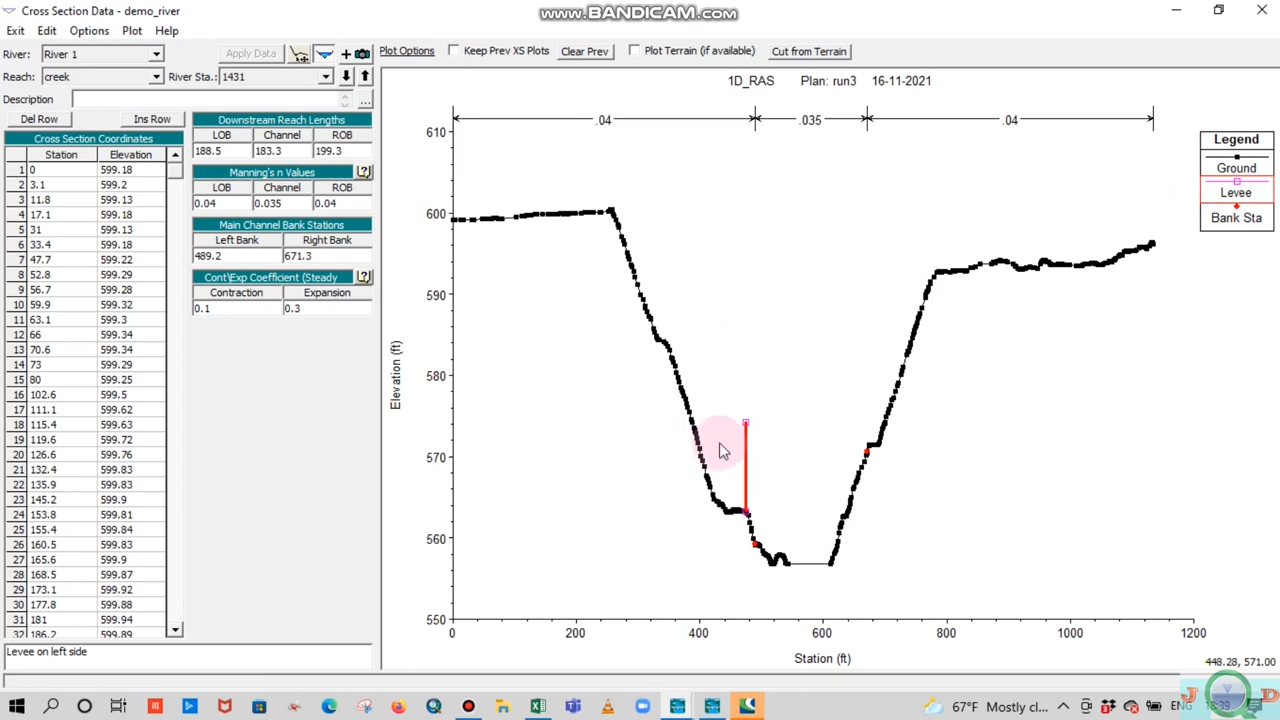 Cross Section Data - demo_river
www.BANDICAM.com
Exit Edit Options Plot Help
River: River 1 Apply Data Plot Options Keep Prev XS Plots Clear Prev Plot Terrain (if available) Cut from Terrain
Reach: creek River Sta.: 1431
Description ...
Del Row Ins Row
Cross Section Coordinates
Station Elevation
1 0 599.18
2 3.1 599.2
3 11.8 599.13
4 17.1 599.18
5 31 599.13
6 33.4 599.18
7 47.7 599.22
8 52.8 599.29
9 56.7 599.28
10 59.9 599.32
11 63.1 599.3
12 66 599.34
13 70.6 599.34
14 73 599.29
15 80 599.25
16 102.6 599.5
17 111.1 599.62
18 115.4 599.63
19 119.6 599.72
20 126.6 599.76
21 132.4 599.83
22 135.9 599.83
23 145.2 599.9
24 153.8 599.81
25 155.4 599.84
26 160.5 599.83
27 165.6 599.9
28 168.5 599.87
29 173.1 599.92
30 177.8 599.88
31 181 599.94
32 186.2 599.89
Downstream Reach Lengths
LOB Channel ROB
188.5 183.3 199.3
Manning's n Values
LOB Channel ROB
0.04 0.035 0.04
Main Channel Bank Stations
Left Bank Right Bank
489.2 671.3
Cont\Exp Coefficient (Steady
Contraction Expansion
0.1 0.3
Levee on left side
1D_RAS Plan: run3 16-11-2021
.04 .035 .04
610
600
590
580
570
560
550
Elevation (ft)
0 200 400 600 800 1000 1200
Station (ft)
Legend
Ground
Levee
Bank Sta
448.28, 571.00
67°F Mostly cl... ENG 18:39
J D